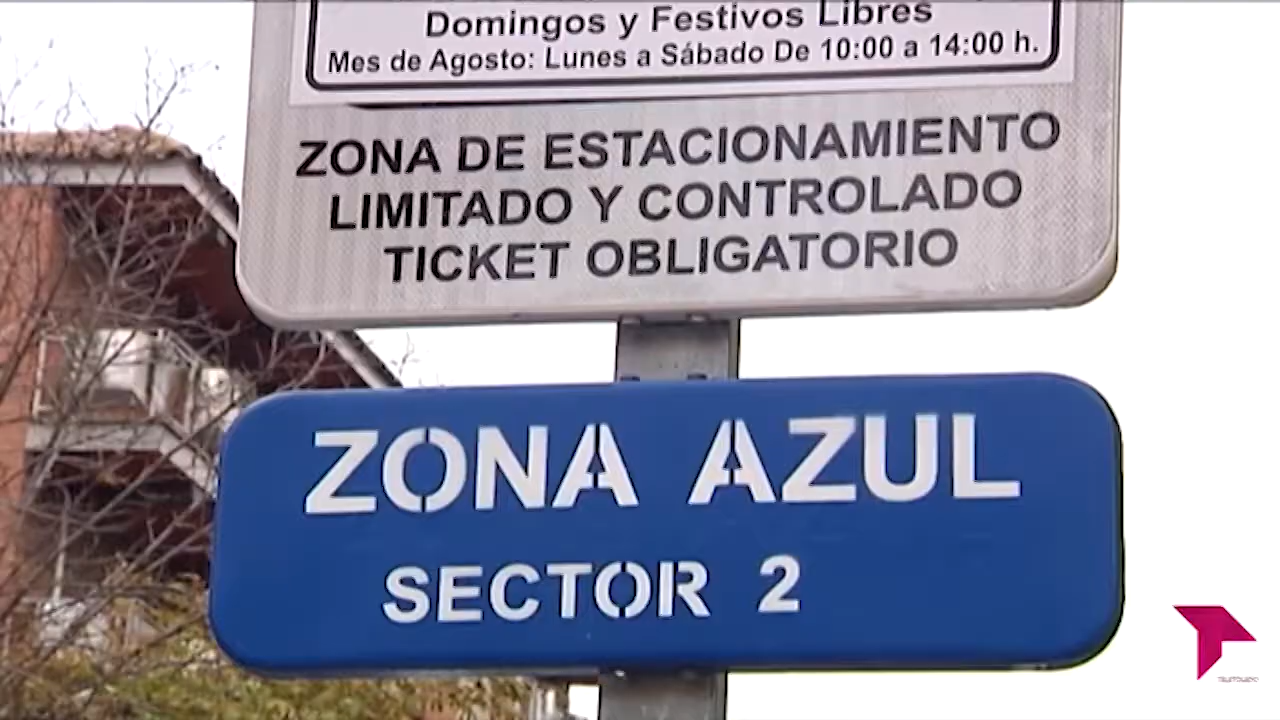 Domingos y Festivos Libres
Mes de Agosto: Lunes a Sábado De 10:00 a 14:00 h.
ZONA DE ESTACIONAMIENTO
LIMITADO Y CONTROLADO
TICKET OBLIGATORIO
ZONA AZUL
SECTOR 2